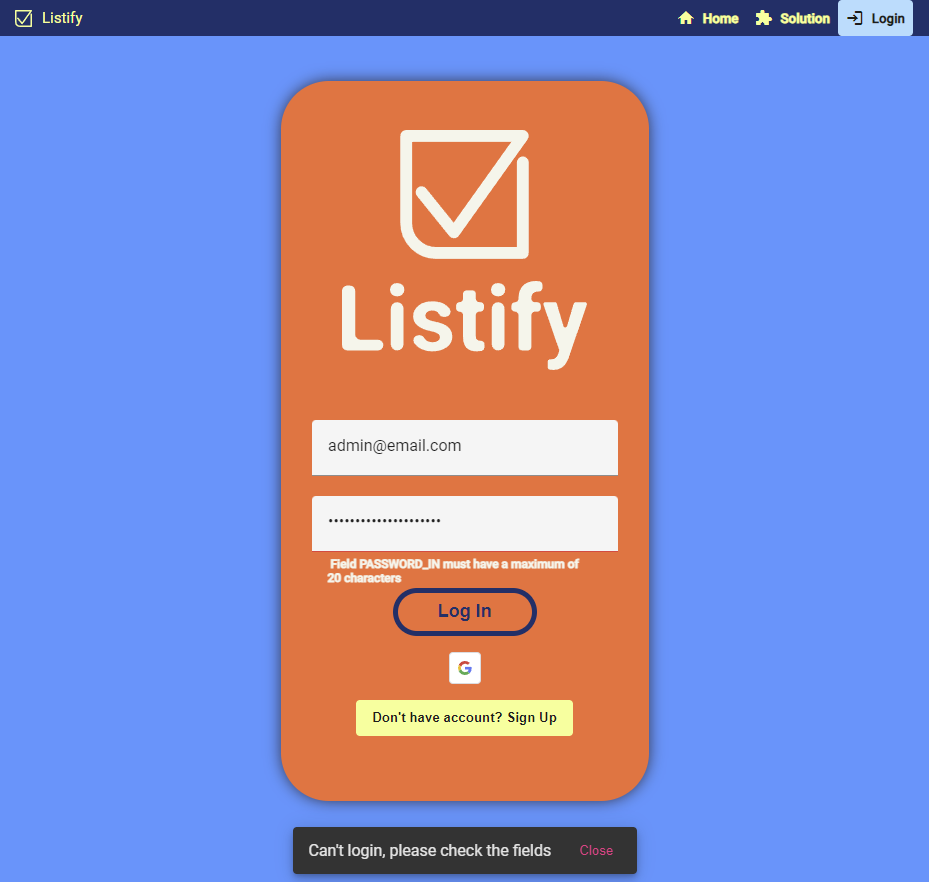 Listify
Home
Solution
Login
Listify
admin@email.com
•••••••••••••••••••••
Field PASSWORD_IN must have a maximum of
20 characters
Log In
G
Don't have account? Sign Up
Can't login, please check the fields
Close